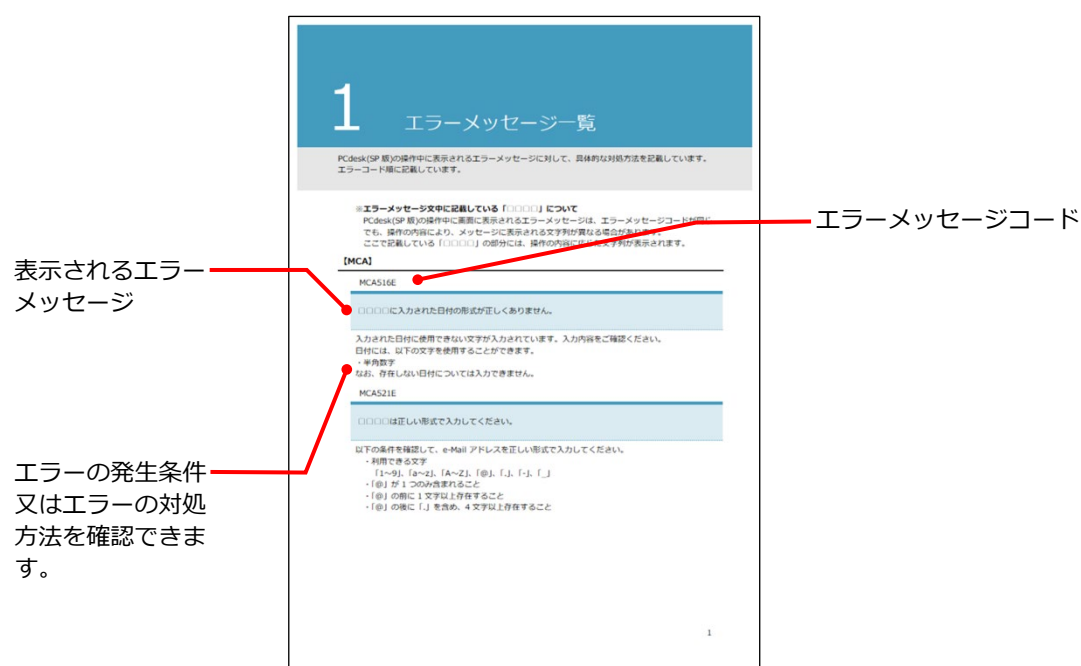 1
エラーメッセージ一覧
PCdesk(SP 版)の操作中に表示されるエラーメッセージに対して、具体的な対処方法を記載しています。
エラーコード順に記載しています。
※エラーメッセージ文中に記載している「□□□□」について
PCdesk(SP 版)の操作中に画面に表示されるエラーメッセージは、エラーメッセージコードが同じ
でも、操作の内容により、メッセージに表示される文字列が異なる場合があります。
ここで記載している「□□□□」の部分には、操作の内容に応じた文字列が表示されます。
エラーメッセージコード
【MCA】
表示されるエラー
メッセージ
MCA516E
□□□□に入力された日付の形式が正しくありません。
入力された日付に使用できない文字が入力されています。入力内容をご確認ください。
日付には、以下の文字を使用することができます。
・半角数字
なお、存在しない日付については入力できません。
MCA521E
□□□□は正しい形式で入力してください。
以下の条件を確認して、e-Mail アドレスを正しい形式で入力してください。
・利用できる文字
「1～9」、「a～z」、「A～Z」、「@」、「.」、「-」、「_」
・「@」が 1 つのみ含まれること
・「@」の前に 1 文字以上存在すること
・「@」の後に「.」を含め、4 文字以上存在すること
エラーの発生条件
又はエラーの対処
方法を確認できま
す。
1